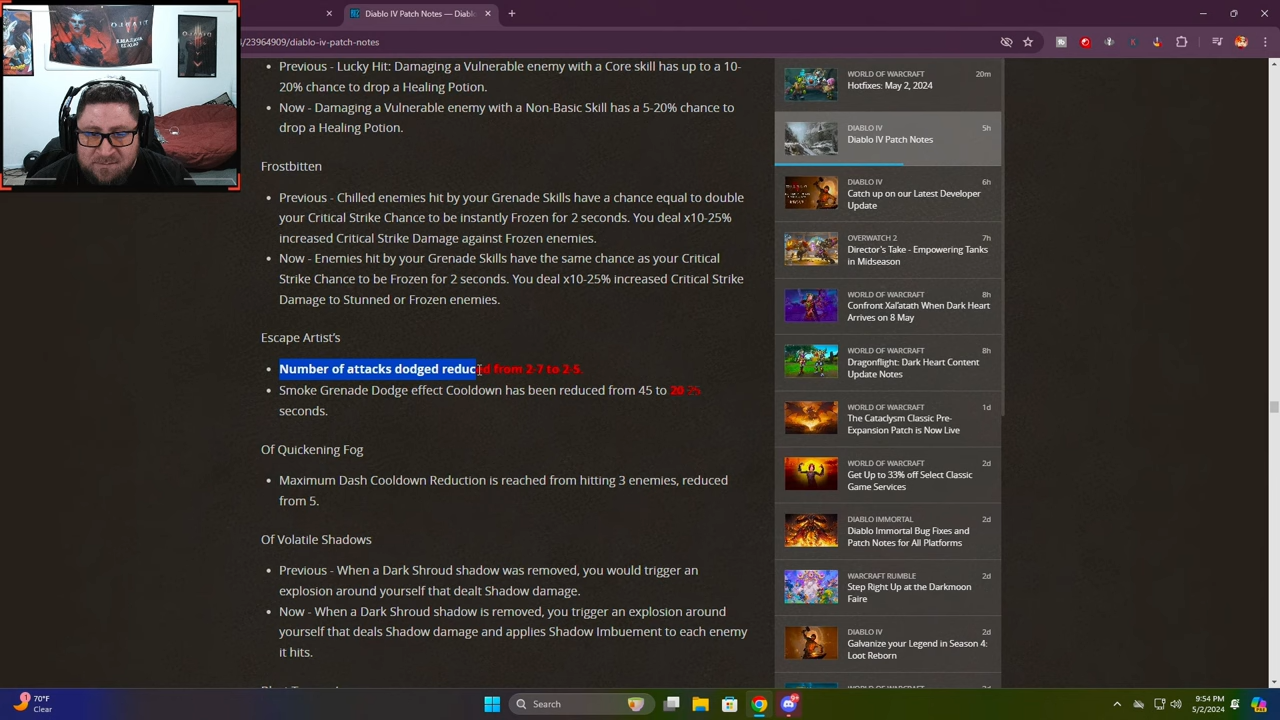 Diablo IV Patch Notes — Diabl
4/23964909/diablo-iv-patch-notes
Previous - Lucky Hit: Damaging a Vulnerable enemy with a Core skill has up to a 10-
20% chance to drop a Healing Potion.
Now - Damaging a Vulnerable enemy with a Non-Basic Skill has a 5-20% chance to
drop a Healing Potion.
Frostbitten
Previous - Chilled enemies hit by your Grenade Skills have a chance equal to double
your Critical Strike Chance to be instantly Frozen for 2 seconds. You deal x10-25%
increased Critical Strike Damage against Frozen enemies.
Now - Enemies hit by your Grenade Skills have the same chance as your Critical
Strike Chance to be Frozen for 2 seconds. You deal x10-25% increased Critical Strike
Damage to Stunned or Frozen enemies.
Escape Artist's
Number of attacks dodged reduced from 2-7 to 2-5.
Smoke Grenade Dodge effect Cooldown has been reduced from 45 to 20 25
seconds.
Of Quickening Fog
Maximum Dash Cooldown Reduction is reached from hitting 3 enemies, reduced
from 5.
Of Volatile Shadows
Previous - When a Dark Shroud shadow was removed, you would trigger an
explosion around yourself that dealt Shadow damage.
Now - When a Dark Shroud shadow is removed, you trigger an explosion around
yourself that deals Shadow damage and applies Shadow Imbuement to each enemy
it hits.
WORLD OF WARCRAFT 20m
Hotfixes: May 2, 2024
DIABLO IV 5h
Diablo IV Patch Notes
DIABLO IV 6h
Catch up on our Latest Developer
Update
OVERWATCH 2 7h
Director's Take - Empowering Tanks
in Midseason
WORLD OF WARCRAFT 8h
Confront Xal'atath When Dark Heart
Arrives on 8 May
WORLD OF WARCRAFT 8h
Dragonflight: Dark Heart Content
Update Notes
WORLD OF WARCRAFT 1d
The Cataclysm Classic Pre-
Expansion Patch is Now Live
WORLD OF WARCRAFT 2d
Get Up to 33% off Select Classic
Game Services
DIABLO IMMORTAL 2d
Diablo Immortal Bug Fixes and
Patch Notes for All Platforms
WARCRAFT RUMBLE 2d
Step Right Up at the Darkmoon
Faire
DIABLO IV 2d
Galvanize your Legend in Season 4:
Loot Reborn
70°F
Clear
Search
9:54 PM
5/2/2024